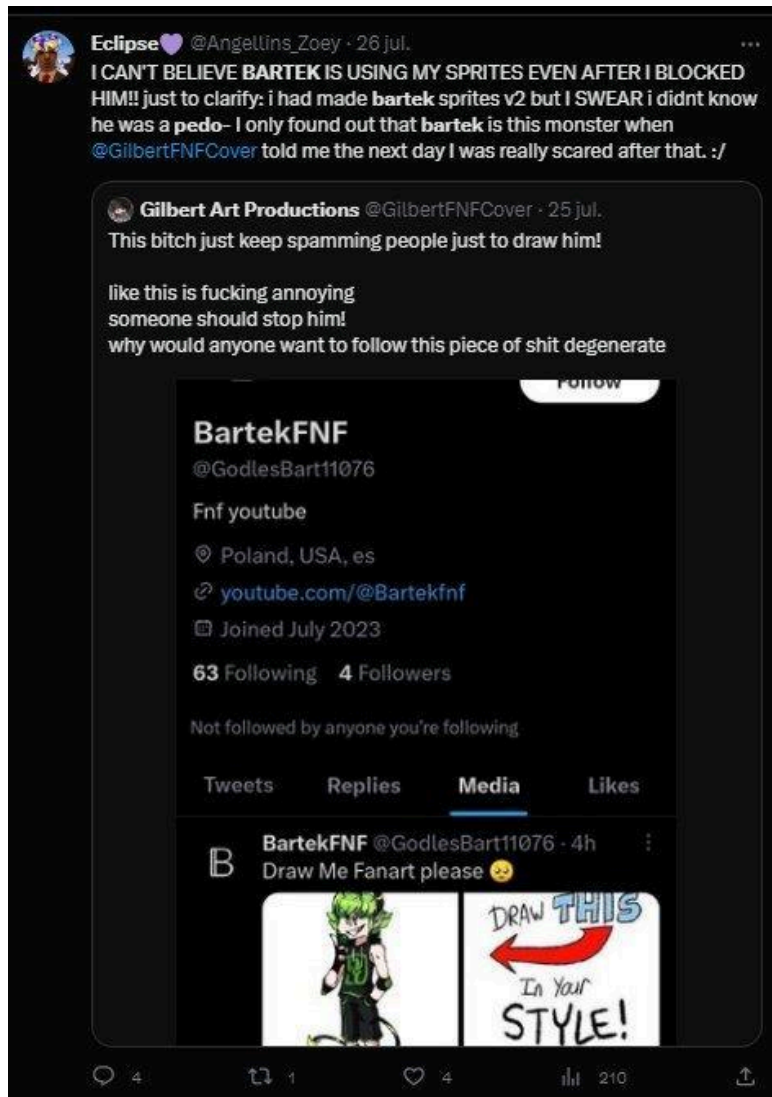 Eclipse💜 @Angellins_Zoey · 26 jul.
I CAN'T BELIEVE BARTEK IS USING MY SPRITES EVEN AFTER I BLOCKED
HIM!! just to clarify: i had made bartek sprites v2 but I SWEAR i didnt know
he was a pedo- I only found out that bartek is this monster when
@GilbertFNFCover told me the next day I was really scared after that. :/
Gilbert Art Productions @GilbertFNFCover · 25 jul.
This bitch just keep spamming people just to draw him!
like this is fucking annoying
someone should stop him!
why would anyone want to follow this piece of shit degenerate
Follow
BartekFNF
@GodlesBart11076
Fnf youtube
Poland, USA, es
youtube.com/@Bartekfnf
Joined July 2023
63 Following 4 Followers
Not followed by anyone you're following
Tweets Replies Media Likes
B
BartekFNF @GodlesBart11076 · 4h
Draw Me Fanart please 🥺
DRAW THIS
In Your
STYLE!
4 1 4 210